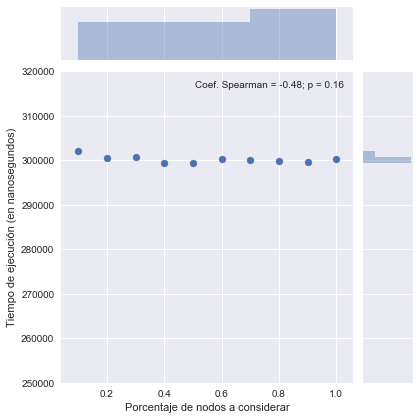 320000
Coef. Spearman = -0.48; p = 0.16
310000
300000
290000
280000
270000
260000
250000
Tiempo de ejecución (en nanosegundos)
0.2 0.4 0.6 0.8 1.0
Porcentaje de nodos a considerar